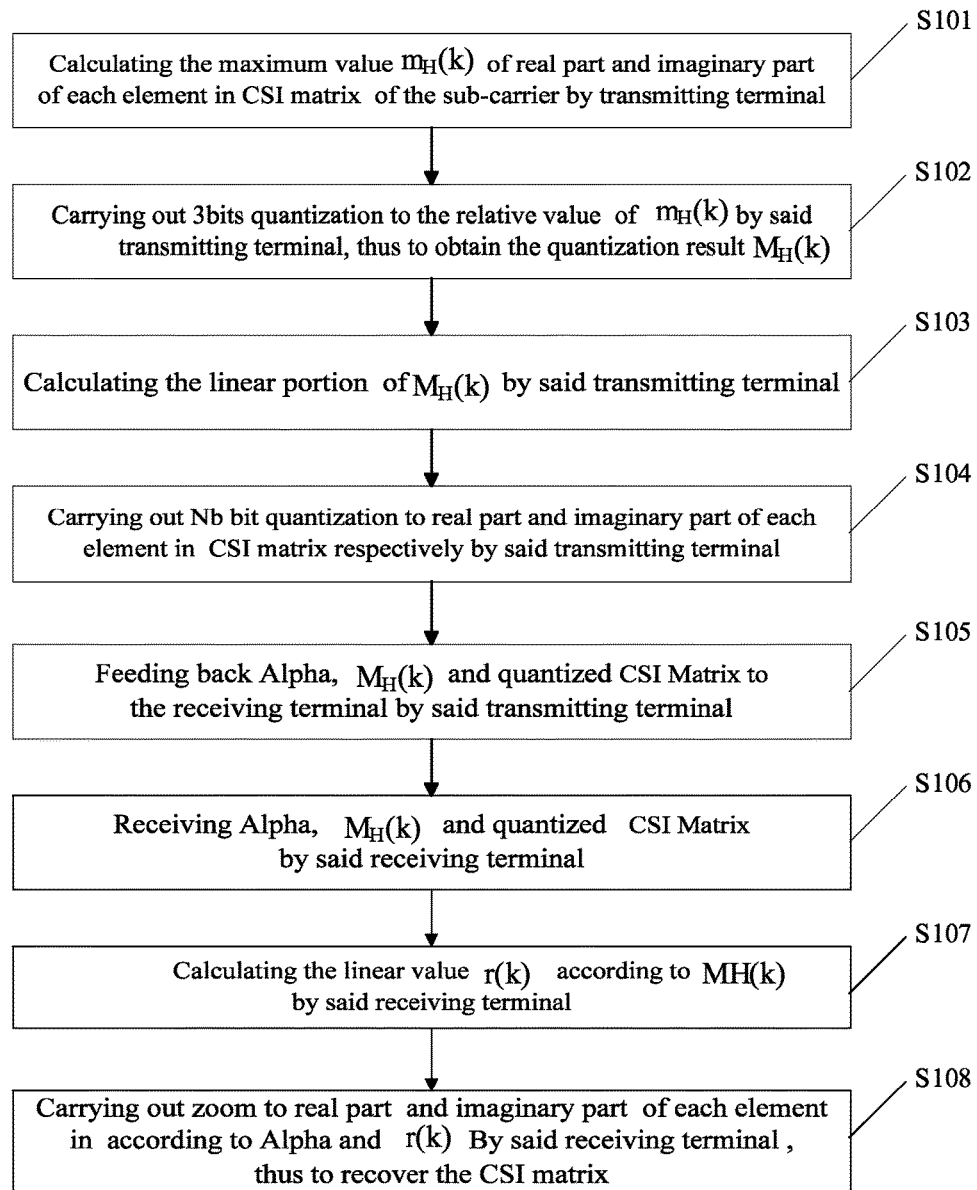 S101
Calculating the maximum value mH(k) of real part and imaginary part
of each element in CSI matrix of the sub-carrier by transmitting terminal
S102
Carrying out 3bits quantization to the relative value of mH(k) by said
transmitting terminal, thus to obtain the quantization result MH(k)
S103
Calculating the linear portion of MH(k) by said transmitting terminal
S104
Carrying out Nb bit quantization to real part and imaginary part of each
element in CSI matrix respectively by said transmitting terminal
S105
Feeding back Alpha, MH(k) and quantized CSI Matrix to
the receiving terminal by said transmitting terminal
S106
Receiving Alpha, MH(k) and quantized CSI Matrix
by said receiving terminal
S107
Calculating the linear value r(k) according to MH(k)
by said receiving terminal
S108
Carrying out zoom to real part and imaginary part of each element
in according to Alpha and r(k) By said receiving terminal ,
thus to recover the CSI matrix